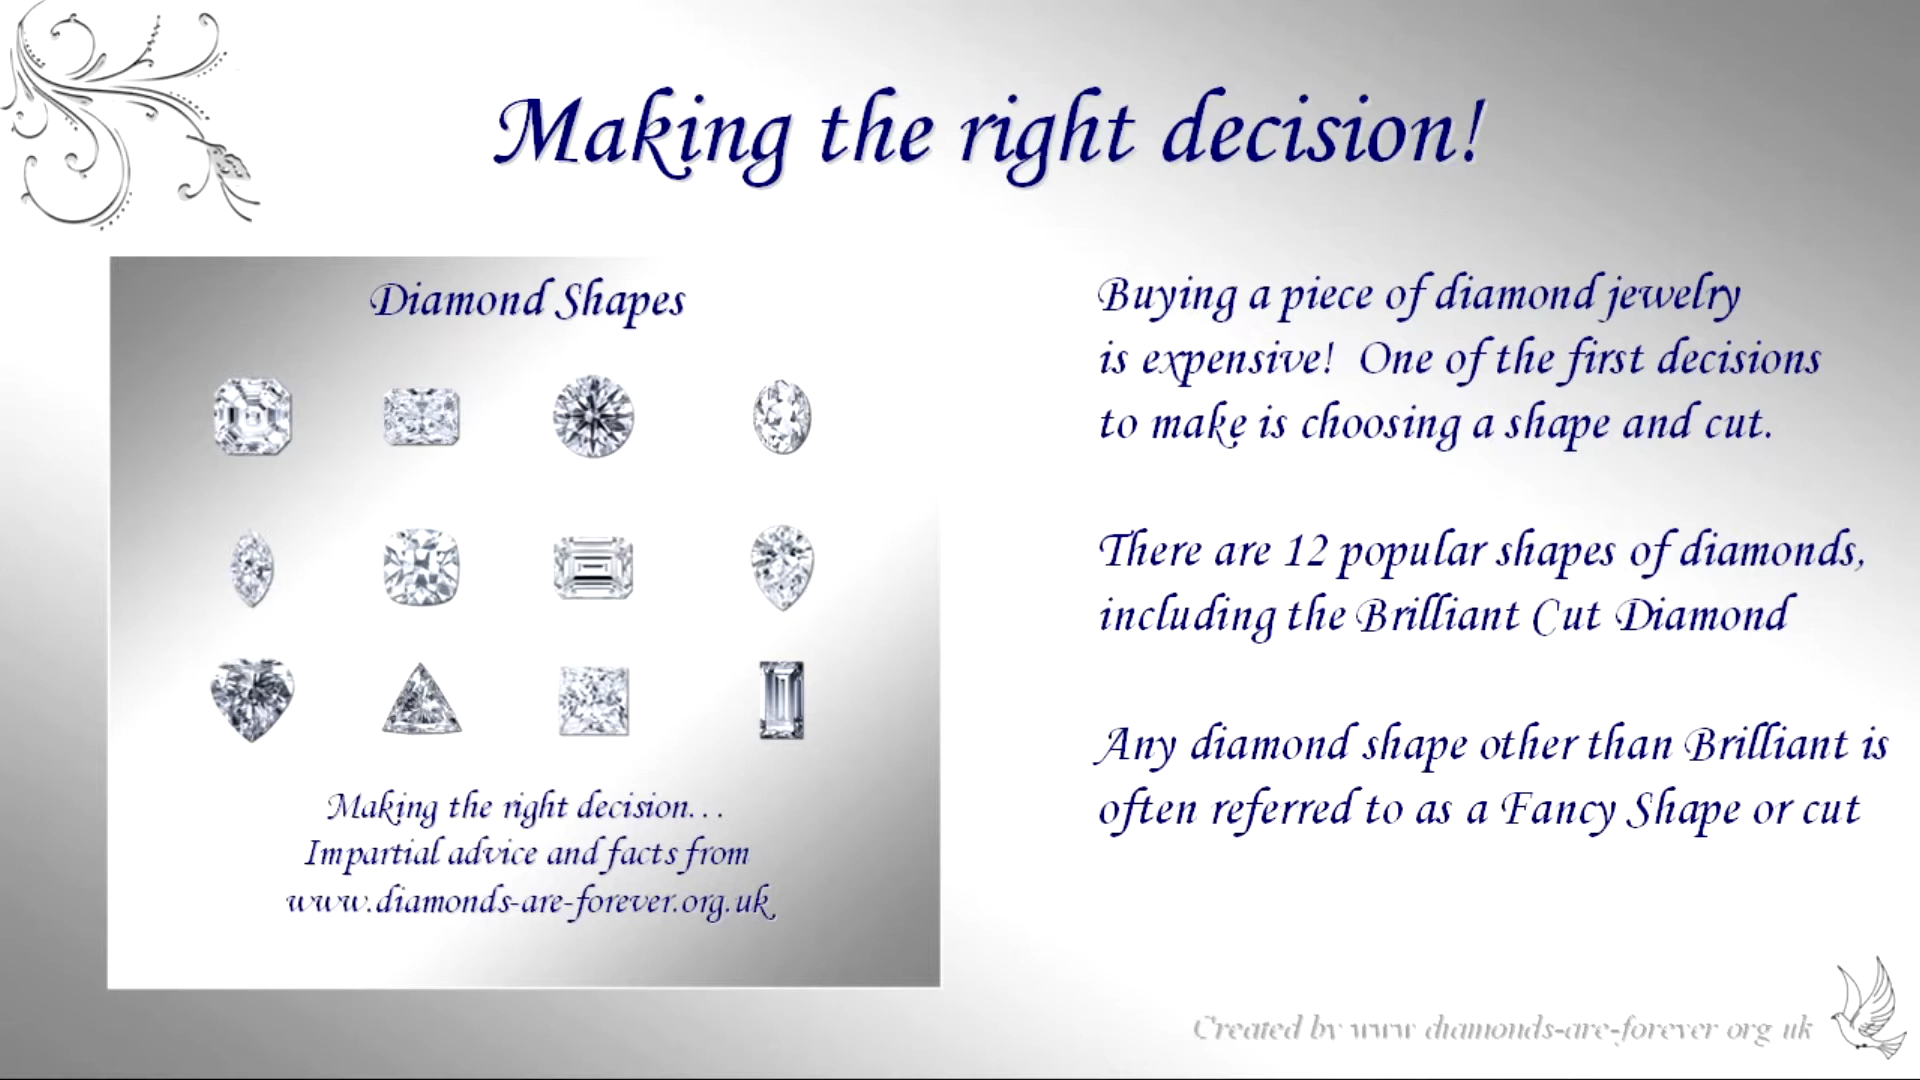 Making the right decision!
Diamond Shapes
Making the right decision...
Impartial advice and facts from
www.diamonds-are-forever.org.uk
Buying a piece of diamond jewelry
is expensive! One of the first decisions
to make is choosing a shape and cut.
There are 12 popular shapes of diamonds,
including the Brilliant Cut Diamond
Any diamond shape other than Brilliant is
often referred to as a Fancy Shape or cut
Created by www diamonds-are-forever org uk